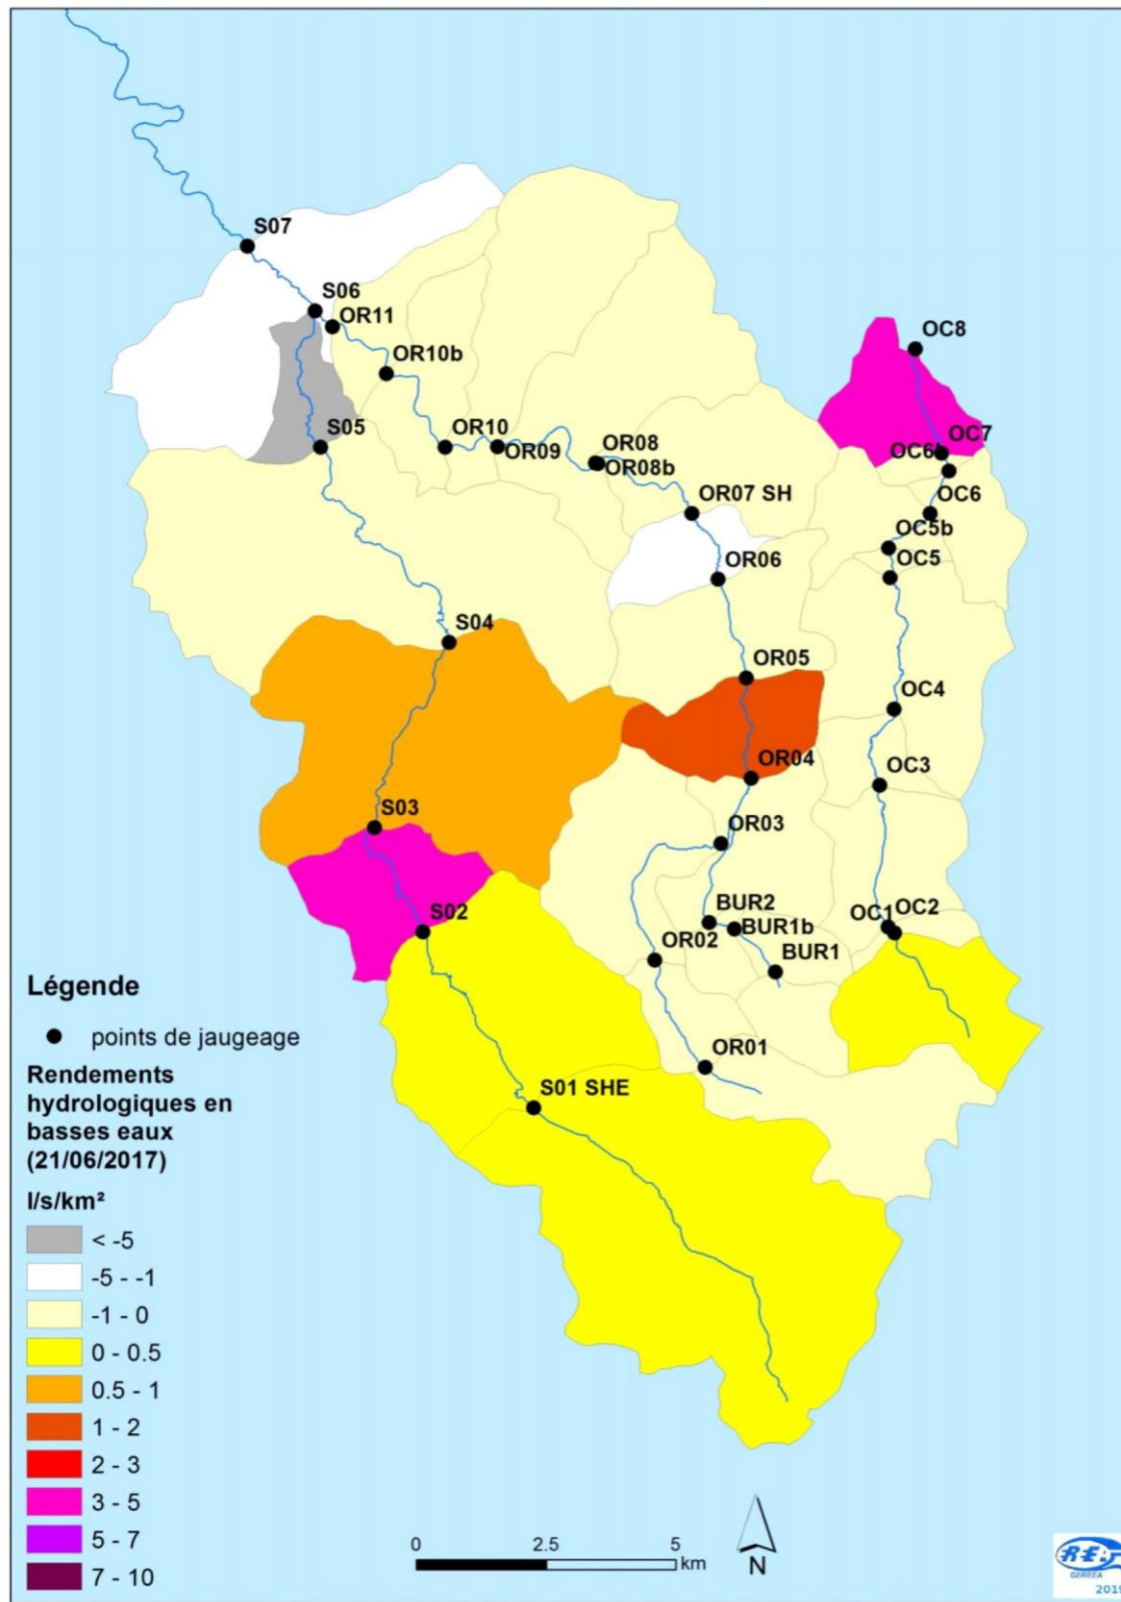 S07
S06
OR11
OR10b
OC8
S05
OR10
OR09
OR08
OR08b
OC7
OC6b
OR07 SH
OC6
OC5b
OR06
OC5
S04
OR05
OC4
OR04
OC3
S03
OR03
S02
BUR2
BUR1b
OC1
OC2
OR02
BUR1
OR01
S01 SHE
Légende
points de jaugeage
Rendements
hydrologiques en
basses eaux
(21/06/2017)
l/s/km²
< -5
-5 - -1
-1 - 0
0 - 0.5
0.5 - 1
1 - 2
2 - 3
3 - 5
5 - 7
7 - 10
0 2.5 5
km
N
GEREEA
2019